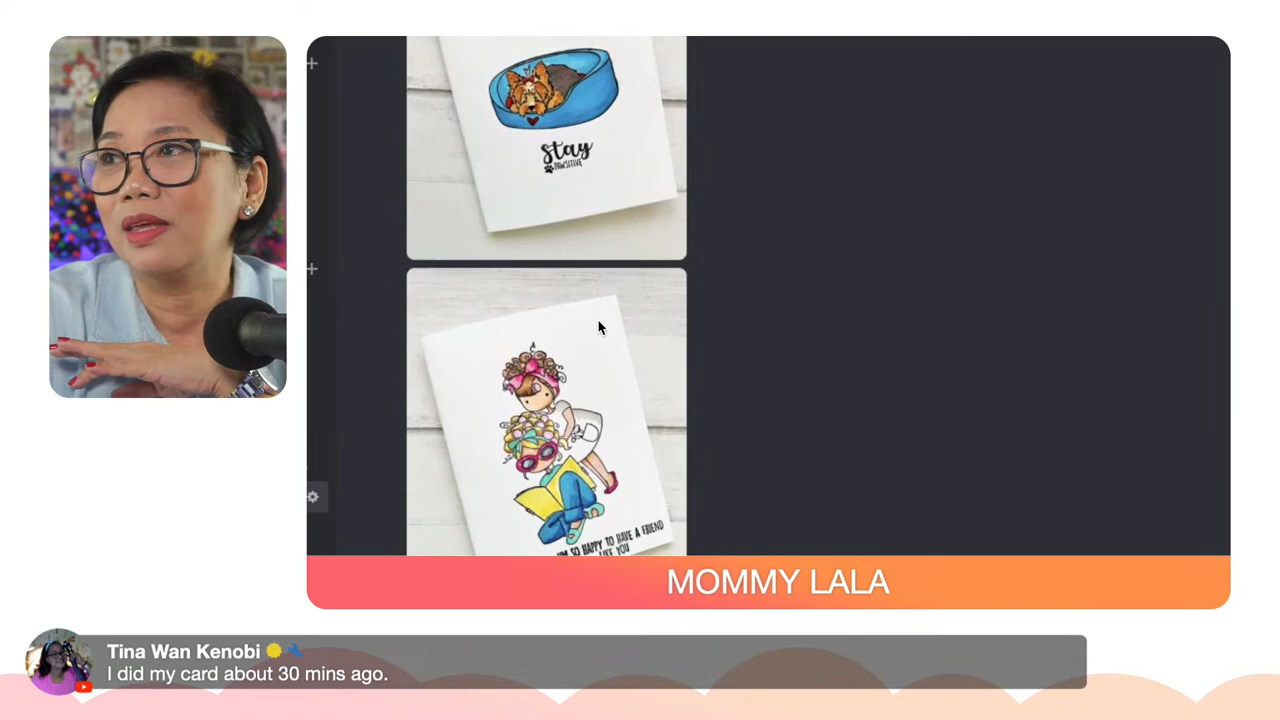 stay
PAWSITIVE
I'M SO HAPPY TO HAVE A FRIEND
LIKE YOU
MOMMY LALA
Tina Wan Kenobi
I did my card about 30 mins ago.